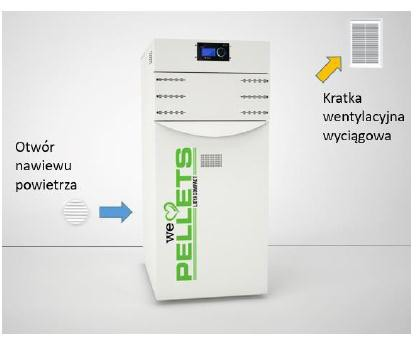 Kratka
wentylacyjna
wyciągowa
Otwór
nawiewu
powietrza
we
PELLETS